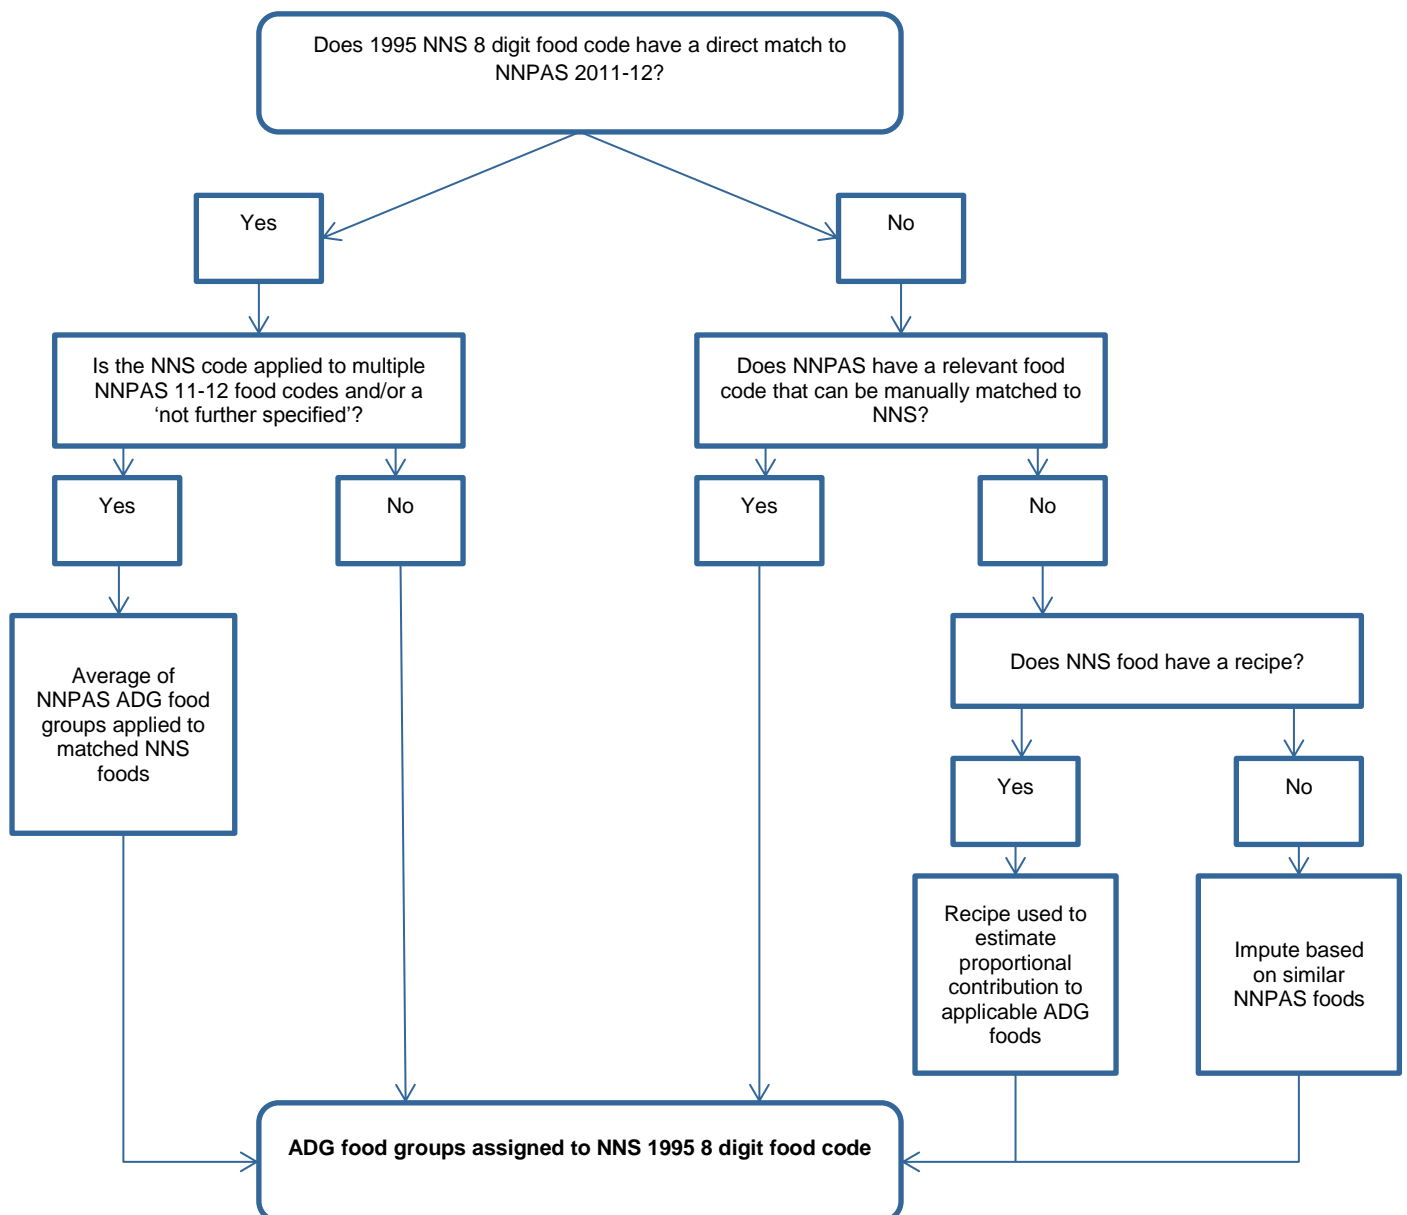 Does 1995 NNS 8 digit food code have a direct match to
NNPAS 2011-12?
Yes
No
Is the NNS code applied to multiple
NNPAS 11-12 food codes and/or a
‘not further specified’?
Does NNPAS have a relevant food
code that can be manually matched to
NNS?
Yes
No
Yes
No
Average of
NNPAS ADG food
groups applied to
matched NNS
foods
Does NNS food have a recipe?
Yes
No
Recipe used to
estimate
proportional
contribution to
applicable ADG
foods
Impute based
on similar
NNPAS foods
ADG food groups assigned to NNS 1995 8 digit food code